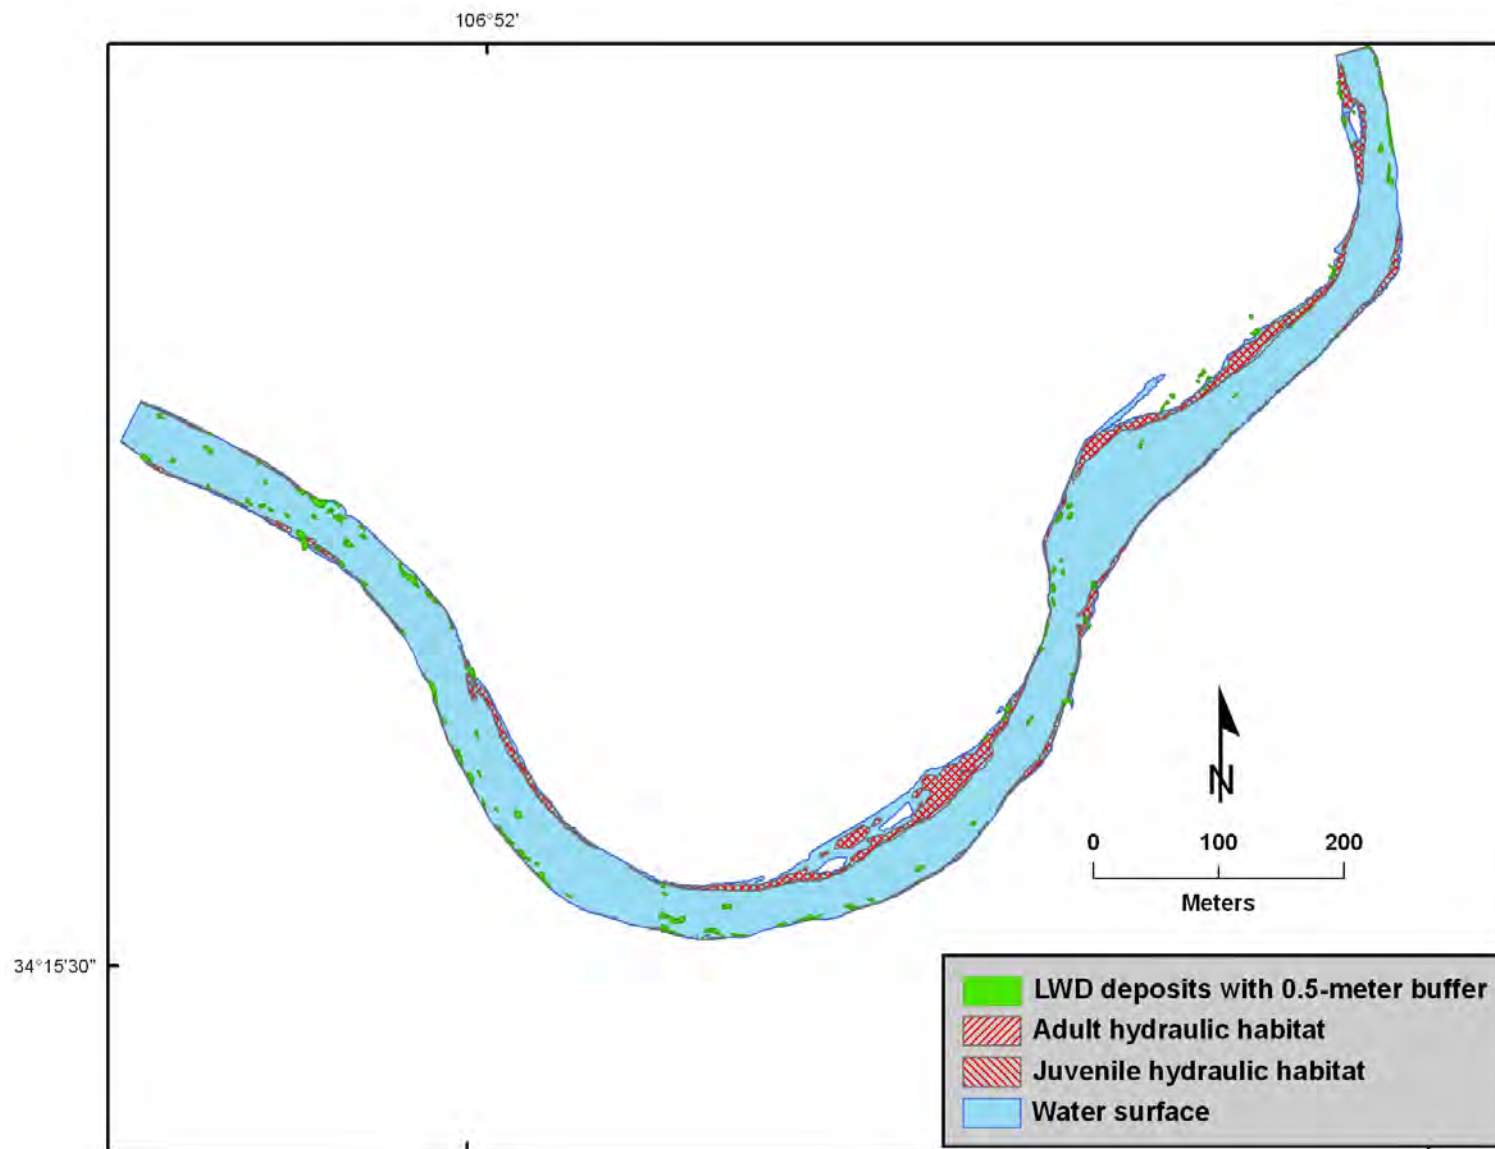 106°52'
N
0 100 200
Meters
34°15'30"
LWD deposits with 0.5-meter buffer
Adult hydraulic habitat
Juvenile hydraulic habitat
Water surface